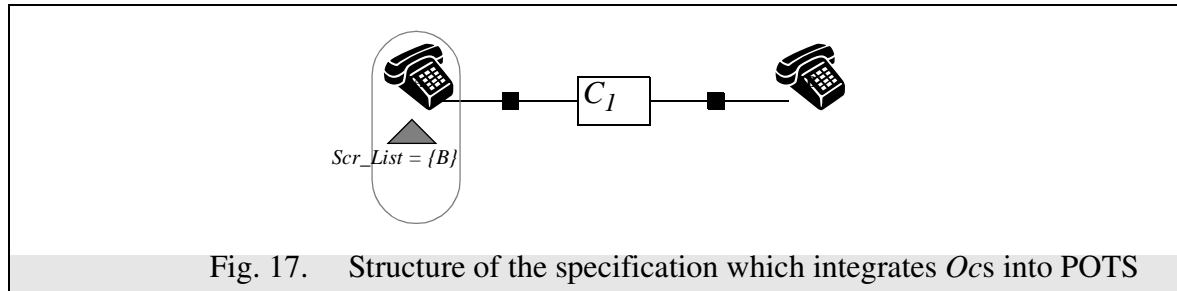 C1
Scr_List = {B}
Fig. 17. Structure of the specification which integrates Ocs into POTS